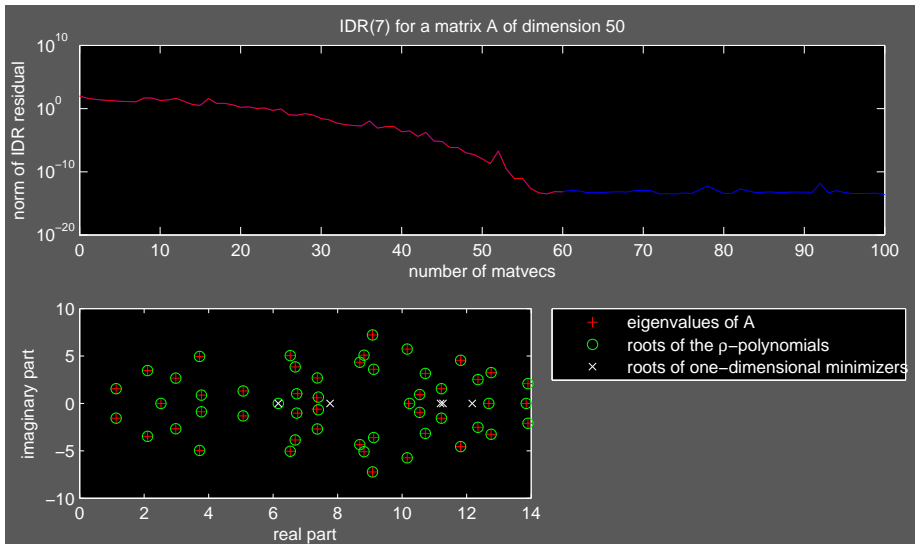 IDR(7) for a matrix A of dimension 50
norm of IDR residual
10^10
10^0
10^−10
10^−20
0 10 20 30 40 50 60 70 80 90 100
number of matvecs
imaginary part
10
5
0
−5
−10
0 2 4 6 8 10 12 14
real part
eigenvalues of A
roots of the ρ−polynomials
roots of one−dimensional minimizers